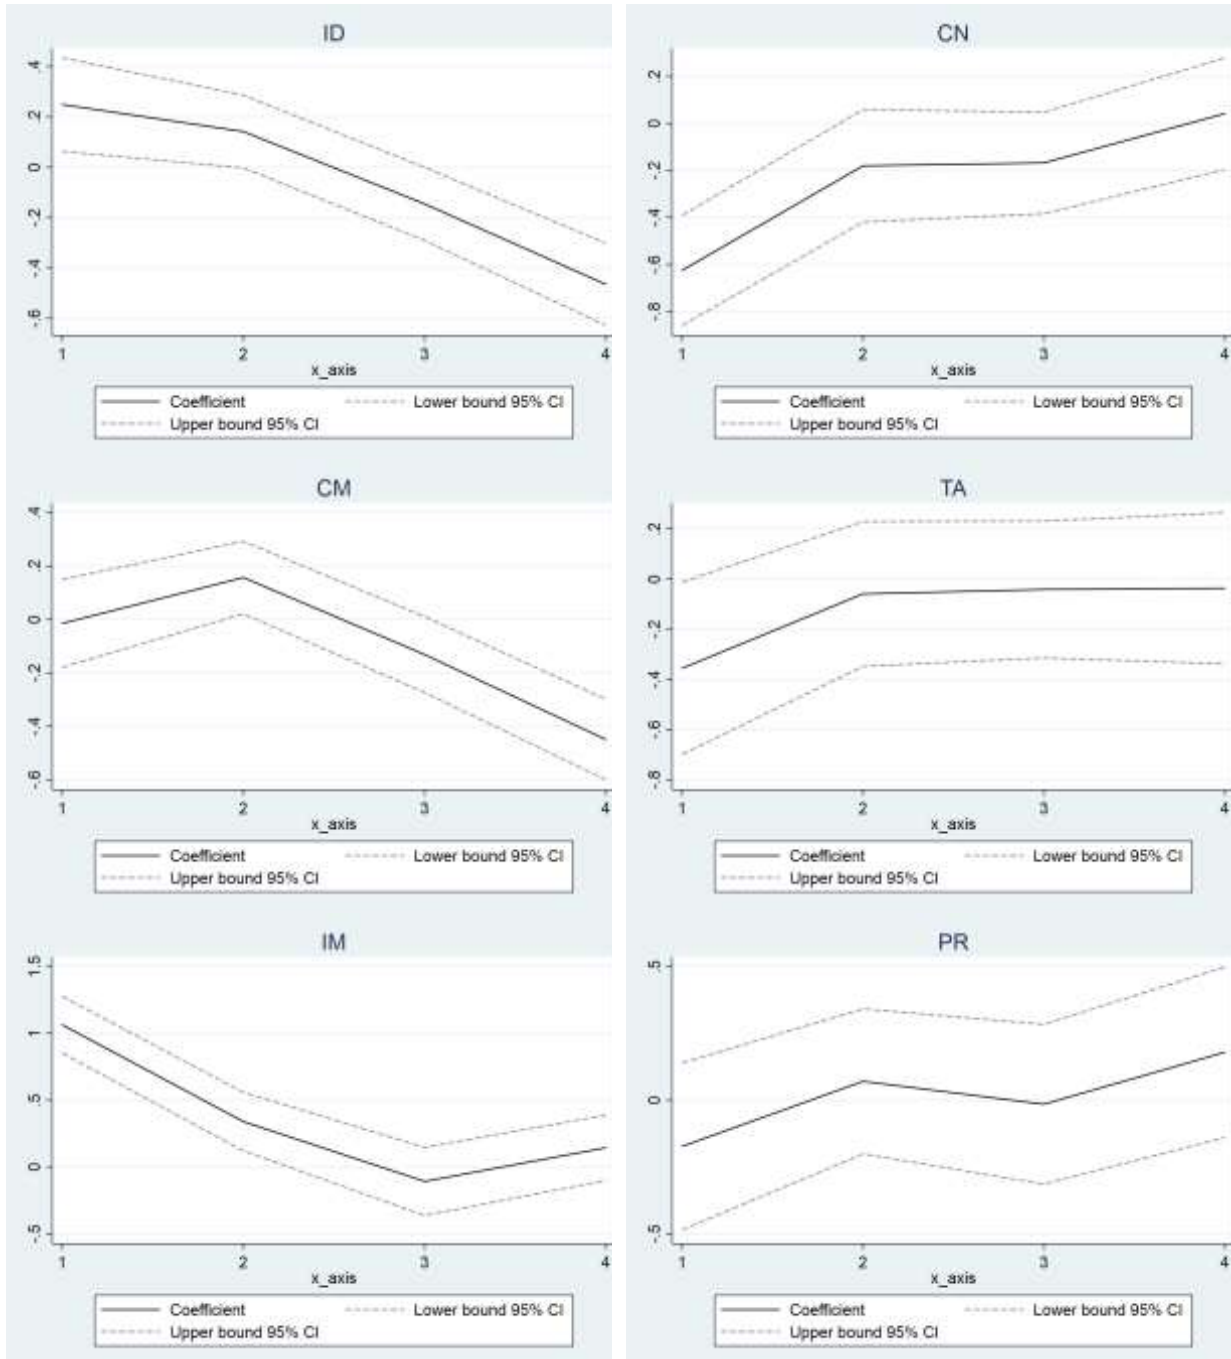 ID
.4
.2
0
-.2
-.4
-.6
1 2 3 4
x_axis
Coefficient Lower bound 95% CI
Upper bound 95% CI
CN
.2
0
-.2
-.4
-.6
-.8
1 2 3 4
x_axis
Coefficient Lower bound 95% CI
Upper bound 95% CI
CM
.4
.2
0
-.2
-.4
-.6
1 2 3 4
x_axis
Coefficient Lower bound 95% CI
Upper bound 95% CI
TA
.2
0
-.2
-.4
-.6
-.8
1 2 3 4
x_axis
Coefficient Lower bound 95% CI
Upper bound 95% CI
IM
1.5
1
.5
0
-.5
1 2 3 4
x_axis
Coefficient Lower bound 95% CI
Upper bound 95% CI
PR
.5
0
-.5
1 2 3 4
x_axis
Coefficient Lower bound 95% CI
Upper bound 95% CI